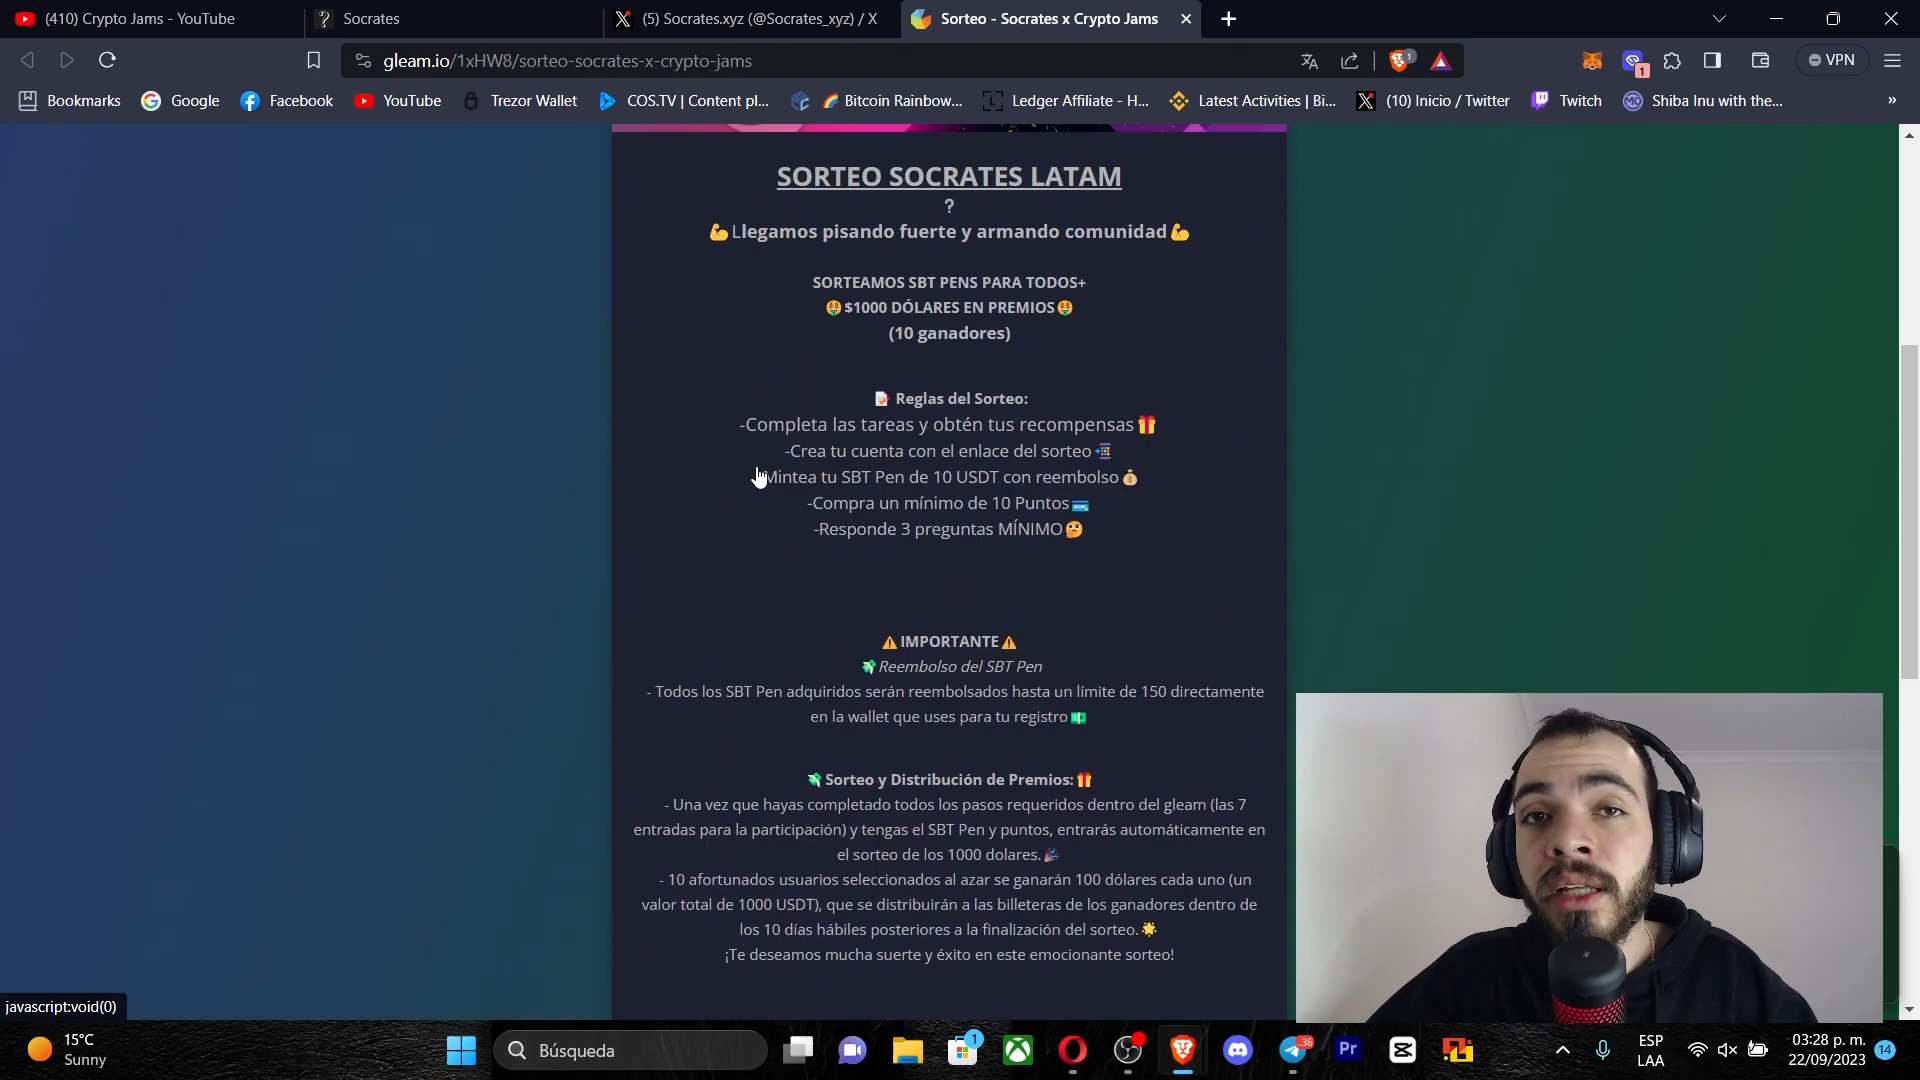 (410) Crypto Jams - YouTube
Socrates
(5) Socrates.xyz (@Socrates_xyz) / X
Sorteo - Socrates x Crypto Jams
gleam.io/1xHW8/sorteo-socrates-x-crypto-jams
1
1
VPN
Bookmarks
Google
Facebook
YouTube
Trezor Wallet
COS.TV | Content pl...
Bitcoin Rainbow...
Ledger Affiliate - H...
Latest Activities | Bi...
(10) Inicio / Twitter
Twitch
Shiba Inu with the...
»
SORTEO SOCRATES LATAM
?
💪Llegamos pisando fuerte y armando comunidad💪
SORTEAMOS SBT PENS PARA TODOS+
🤑$1000 DÓLARES EN PREMIOS🤑
(10 ganadores)
📝 Reglas del Sorteo:
-Completa las tareas y obtén tus recompensas🎁
-Crea tu cuenta con el enlace del sorteo📲
Mintea tu SBT Pen de 10 USDT con reembolso💰
-Compra un mínimo de 10 Puntos💳
-Responde 3 preguntas MÍNIMO🤔
⚠️IMPORTANTE⚠️
💸Reembolso del SBT Pen
- Todos los SBT Pen adquiridos serán reembolsados hasta un límite de 150 directamente
en la wallet que uses para tu registro💵
💸Sorteo y Distribución de Premios:🎁
- Una vez que hayas completado todos los pasos requeridos dentro del gleam (las 7
entradas para la participación) y tengas el SBT Pen y puntos, entrarás automáticamente en
el sorteo de los 1000 dolares.🎉
- 10 afortunados usuarios seleccionados al azar se ganarán 100 dólares cada uno (un
valor total de 1000 USDT), que se distribuirán a las billeteras de los ganadores dentro de
los 10 días hábiles posteriores a la finalización del sorteo.🌟
¡Te deseamos mucha suerte y éxito en este emocionante sorteo!
javascript:void(0)
15°C
Sunny
Búsqueda
1
36
Pr
ESP
LAA
03:28 p. m.
22/09/2023
14